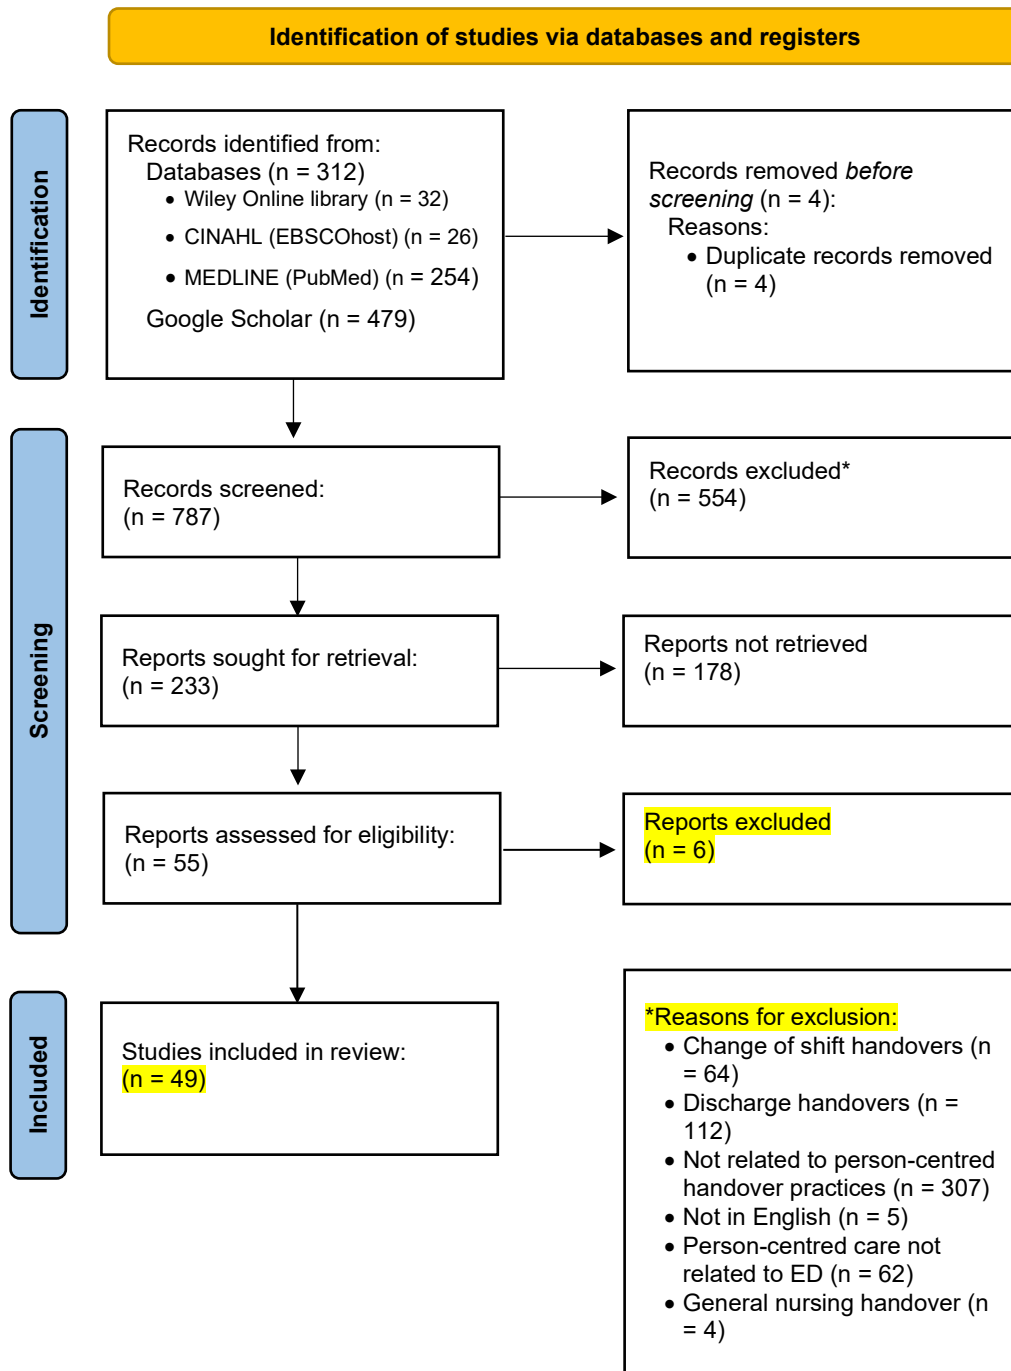 Identification of studies via databases and registers
Identification
Records identified from:
Databases (n = 312)
• Wiley Online library (n = 32)
• CINAHL (EBSCOhost) (n = 26)
• MEDLINE (PubMed) (n = 254)
Google Scholar (n = 479)
Records removed before
screening (n = 4):
Reasons:
• Duplicate records removed
(n = 4)
Screening
Records screened:
(n = 787)
Records excluded*
(n = 554)
Reports sought for retrieval:
(n = 233)
Reports not retrieved
(n = 178)
Reports assessed for eligibility:
(n = 55)
Reports excluded
(n = 6)
Included
Studies included in review:
(n = 49)
*Reasons for exclusion:
• Change of shift handovers (n
= 64)
• Discharge handovers (n =
112)
• Not related to person-centred
handover practices (n = 307)
• Not in English (n = 5)
• Person-centred care not
related to ED (n = 62)
• General nursing handover (n
= 4)